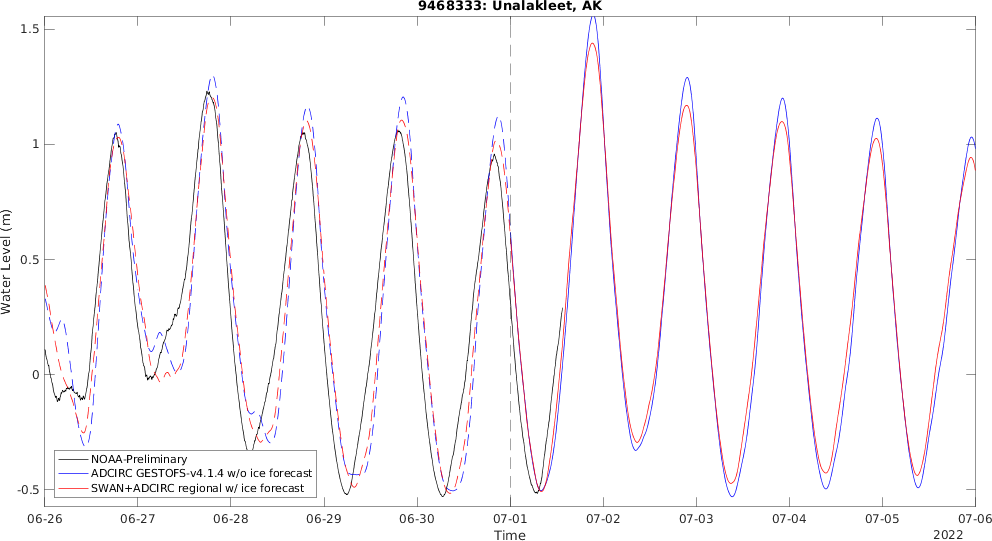 9468333: Unalakleet, AK
Water Level (m)
1.5
1
0.5
0
-0.5
NOAA-Preliminary
ADCIRC GESTOFS-v4.1.4 w/o ice forecast
SWAN+ADCIRC regional w/ ice forecast
06-26 06-27 06-28 06-29 06-30 07-01 07-02 07-03 07-04 07-05 07-06
Time
2022